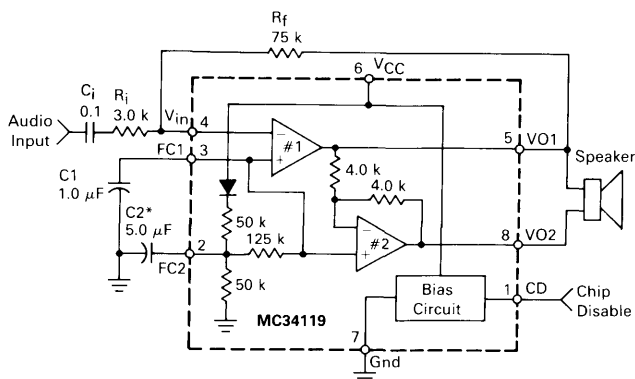 Rf
75 k
6 VCC
Ci
0.1
Ri
3.0 k
Audio
Input
Vin 4
− #1 +
5 VO1
FC1 3
Speaker
4.0 k
4.0 k
C1
1.0 μF
C2*
5.0 μF
50 k
− #2 +
2
125 k
8 VO2
FC2
50 k
Bias
Circuit
1 CD
Chip
Disable
MC34119
7
Gnd